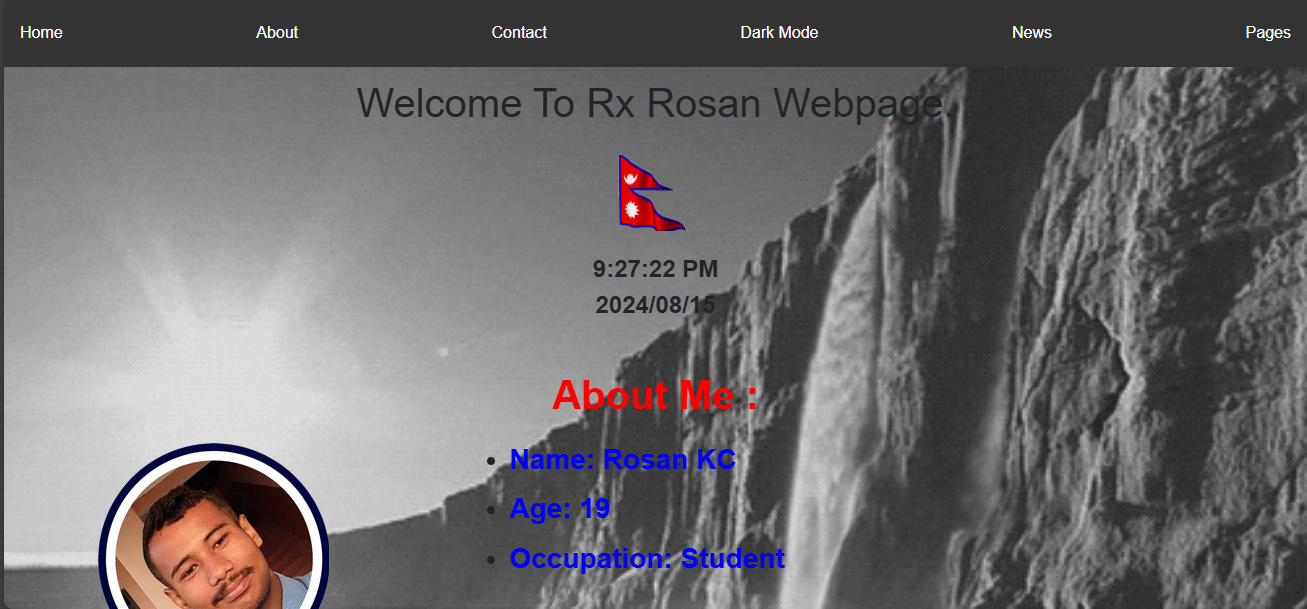 Home About Contact Dark Mode News Pages
Welcome To Rx Rosan Webpage.
9:27:22 PM
2024/08/15
About Me :
• Name: Rosan KC
• Age: 19
• Occupation: Student